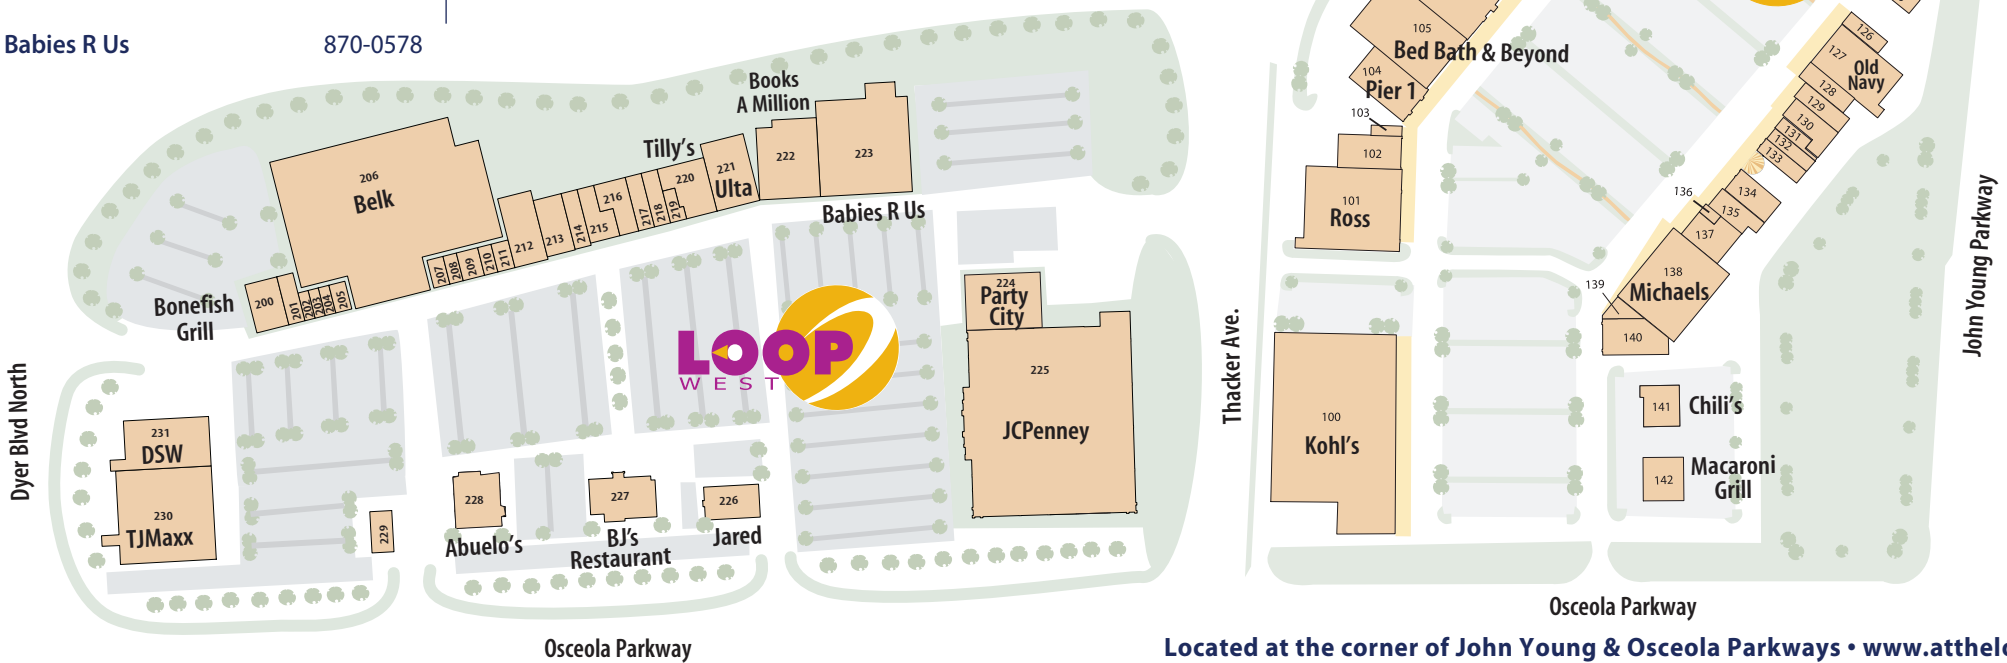 Babies R Us 870-0578
Books
A Million
Tilly's
206
Belk
200
201
202
203
204
205
207
208
209
210
211
212
213
214
215
216
217
218
219
220
221
Ulta
222
223
Babies R Us
Bonefish
Grill
224
Party
City
225
JCPenney
LOOP
WEST
Dyer Blvd North
231
DSW
230
TJMaxx
229
228
Abuelo's
227
BJ's
Restaurant
226
Jared
Osceola Parkway
105
Bed Bath & Beyond
104
Pier 1
103
102
101
Ross
Thacker Ave.
100
Kohl's
126
127
Old
Navy
128
129
130
131
132
133
134
135
136
137
138
Michaels
139
140
141
Chili's
142
Macaroni
Grill
John Young Parkway
Osceola Parkway
Located at the corner of John Young & Osceola Parkways • www.atthelo